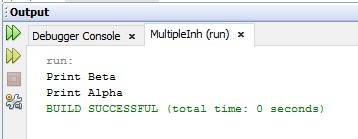 Output
Debugger Console × MultipleInh (run) ×
run:
Print Beta
Print Alpha
BUILD SUCCESSFUL (total time: 0 seconds)